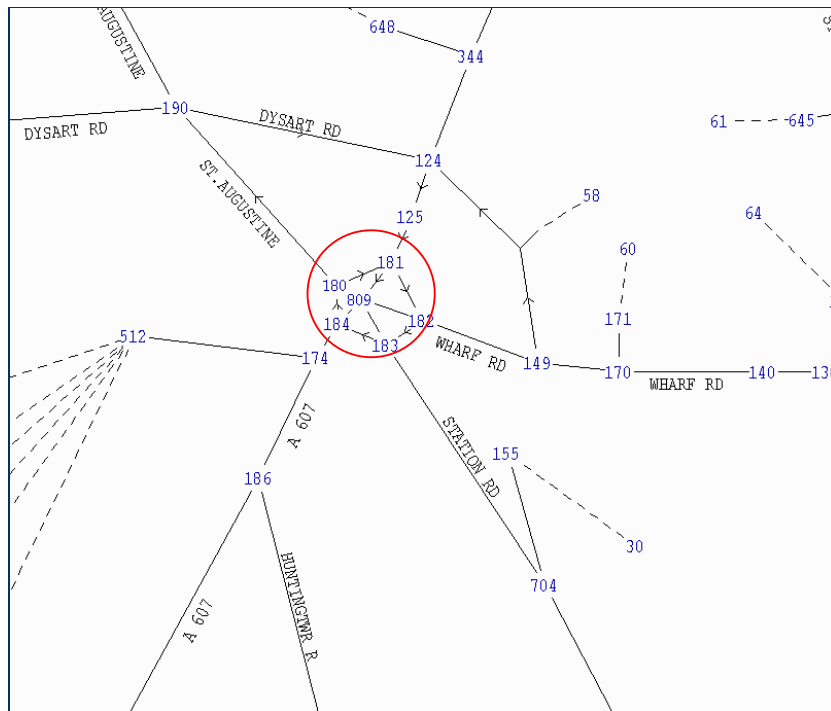 AUGUSTINE
648
344
190
DYSART RD
DYSART RD
61
645
124
ST.AUGUSTINE
58
125
64
60
181
180
809
171
184
182
512
183
174
WHARF RD
149
170
WHARF RD
140
A 607
STATION RD
155
186
30
HUNTINGTWR R
704
A 607